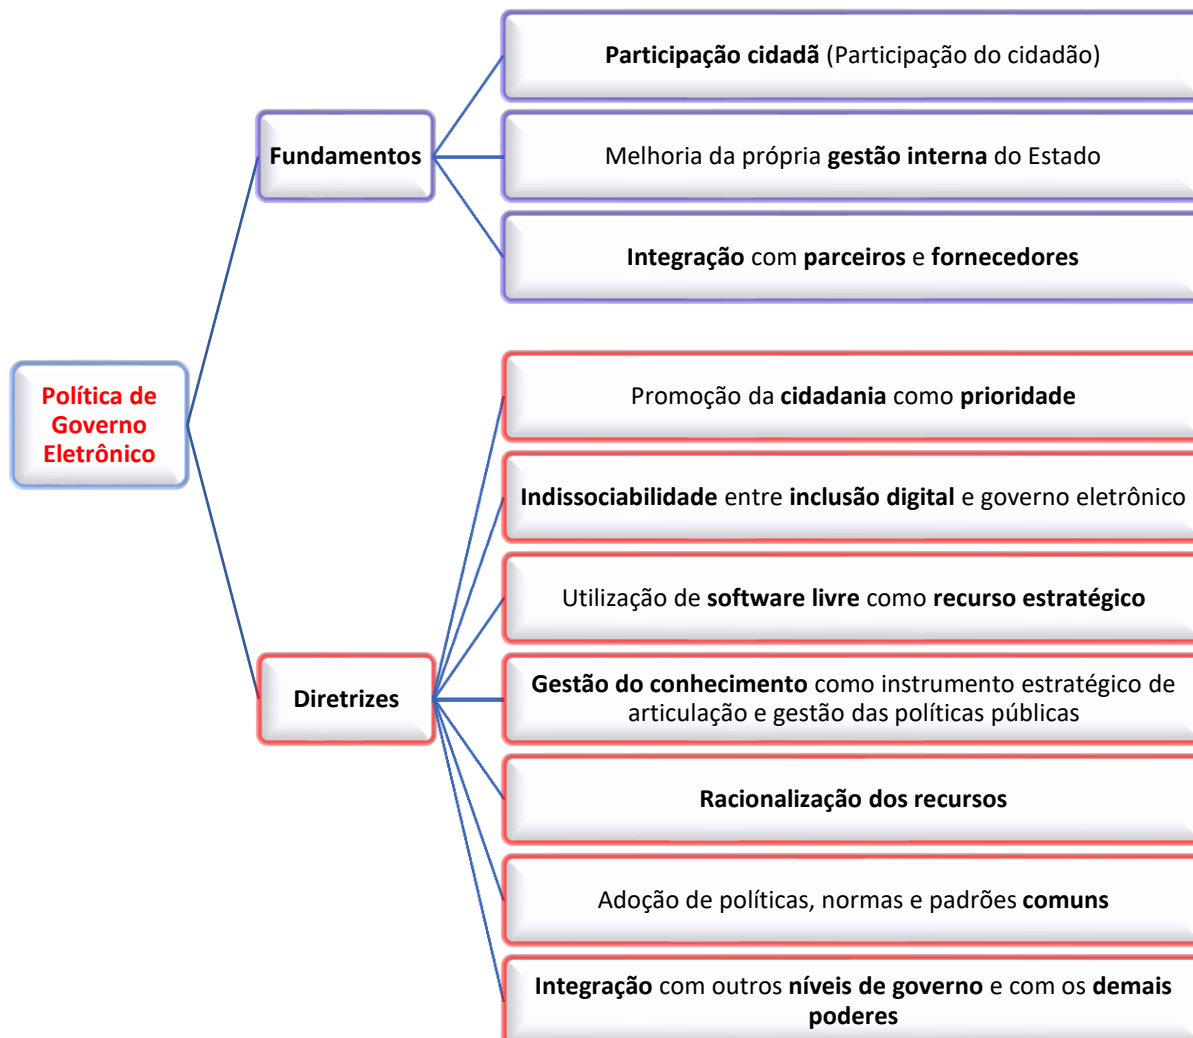 Participação cidadã (Participação do cidadão)
Fundamentos
Melhoria da própria gestão interna do Estado
Integração com parceiros e fornecedores
Política de
Governo
Eletrônico
Promoção da cidadania como prioridade
Indissociabilidade entre inclusão digital e governo eletrônico
Utilização de software livre como recurso estratégico
Diretrizes
Gestão do conhecimento como instrumento estratégico de
articulação e gestão das políticas públicas
Racionalização dos recursos
Adoção de políticas, normas e padrões comuns
Integração com outros níveis de governo e com os demais
poderes